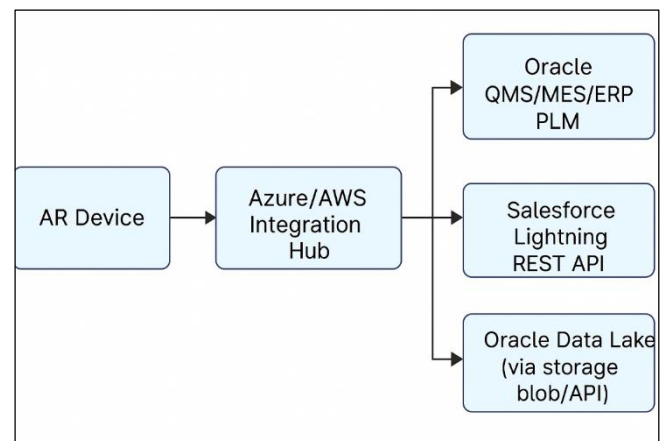 AR Device
Azure/AWS
Integration
Hub
Oracle
QMS/MES/ERP
PLM
Salesforce
Lightning
REST API
Oracle Data Lake
(via storage
blob/API)